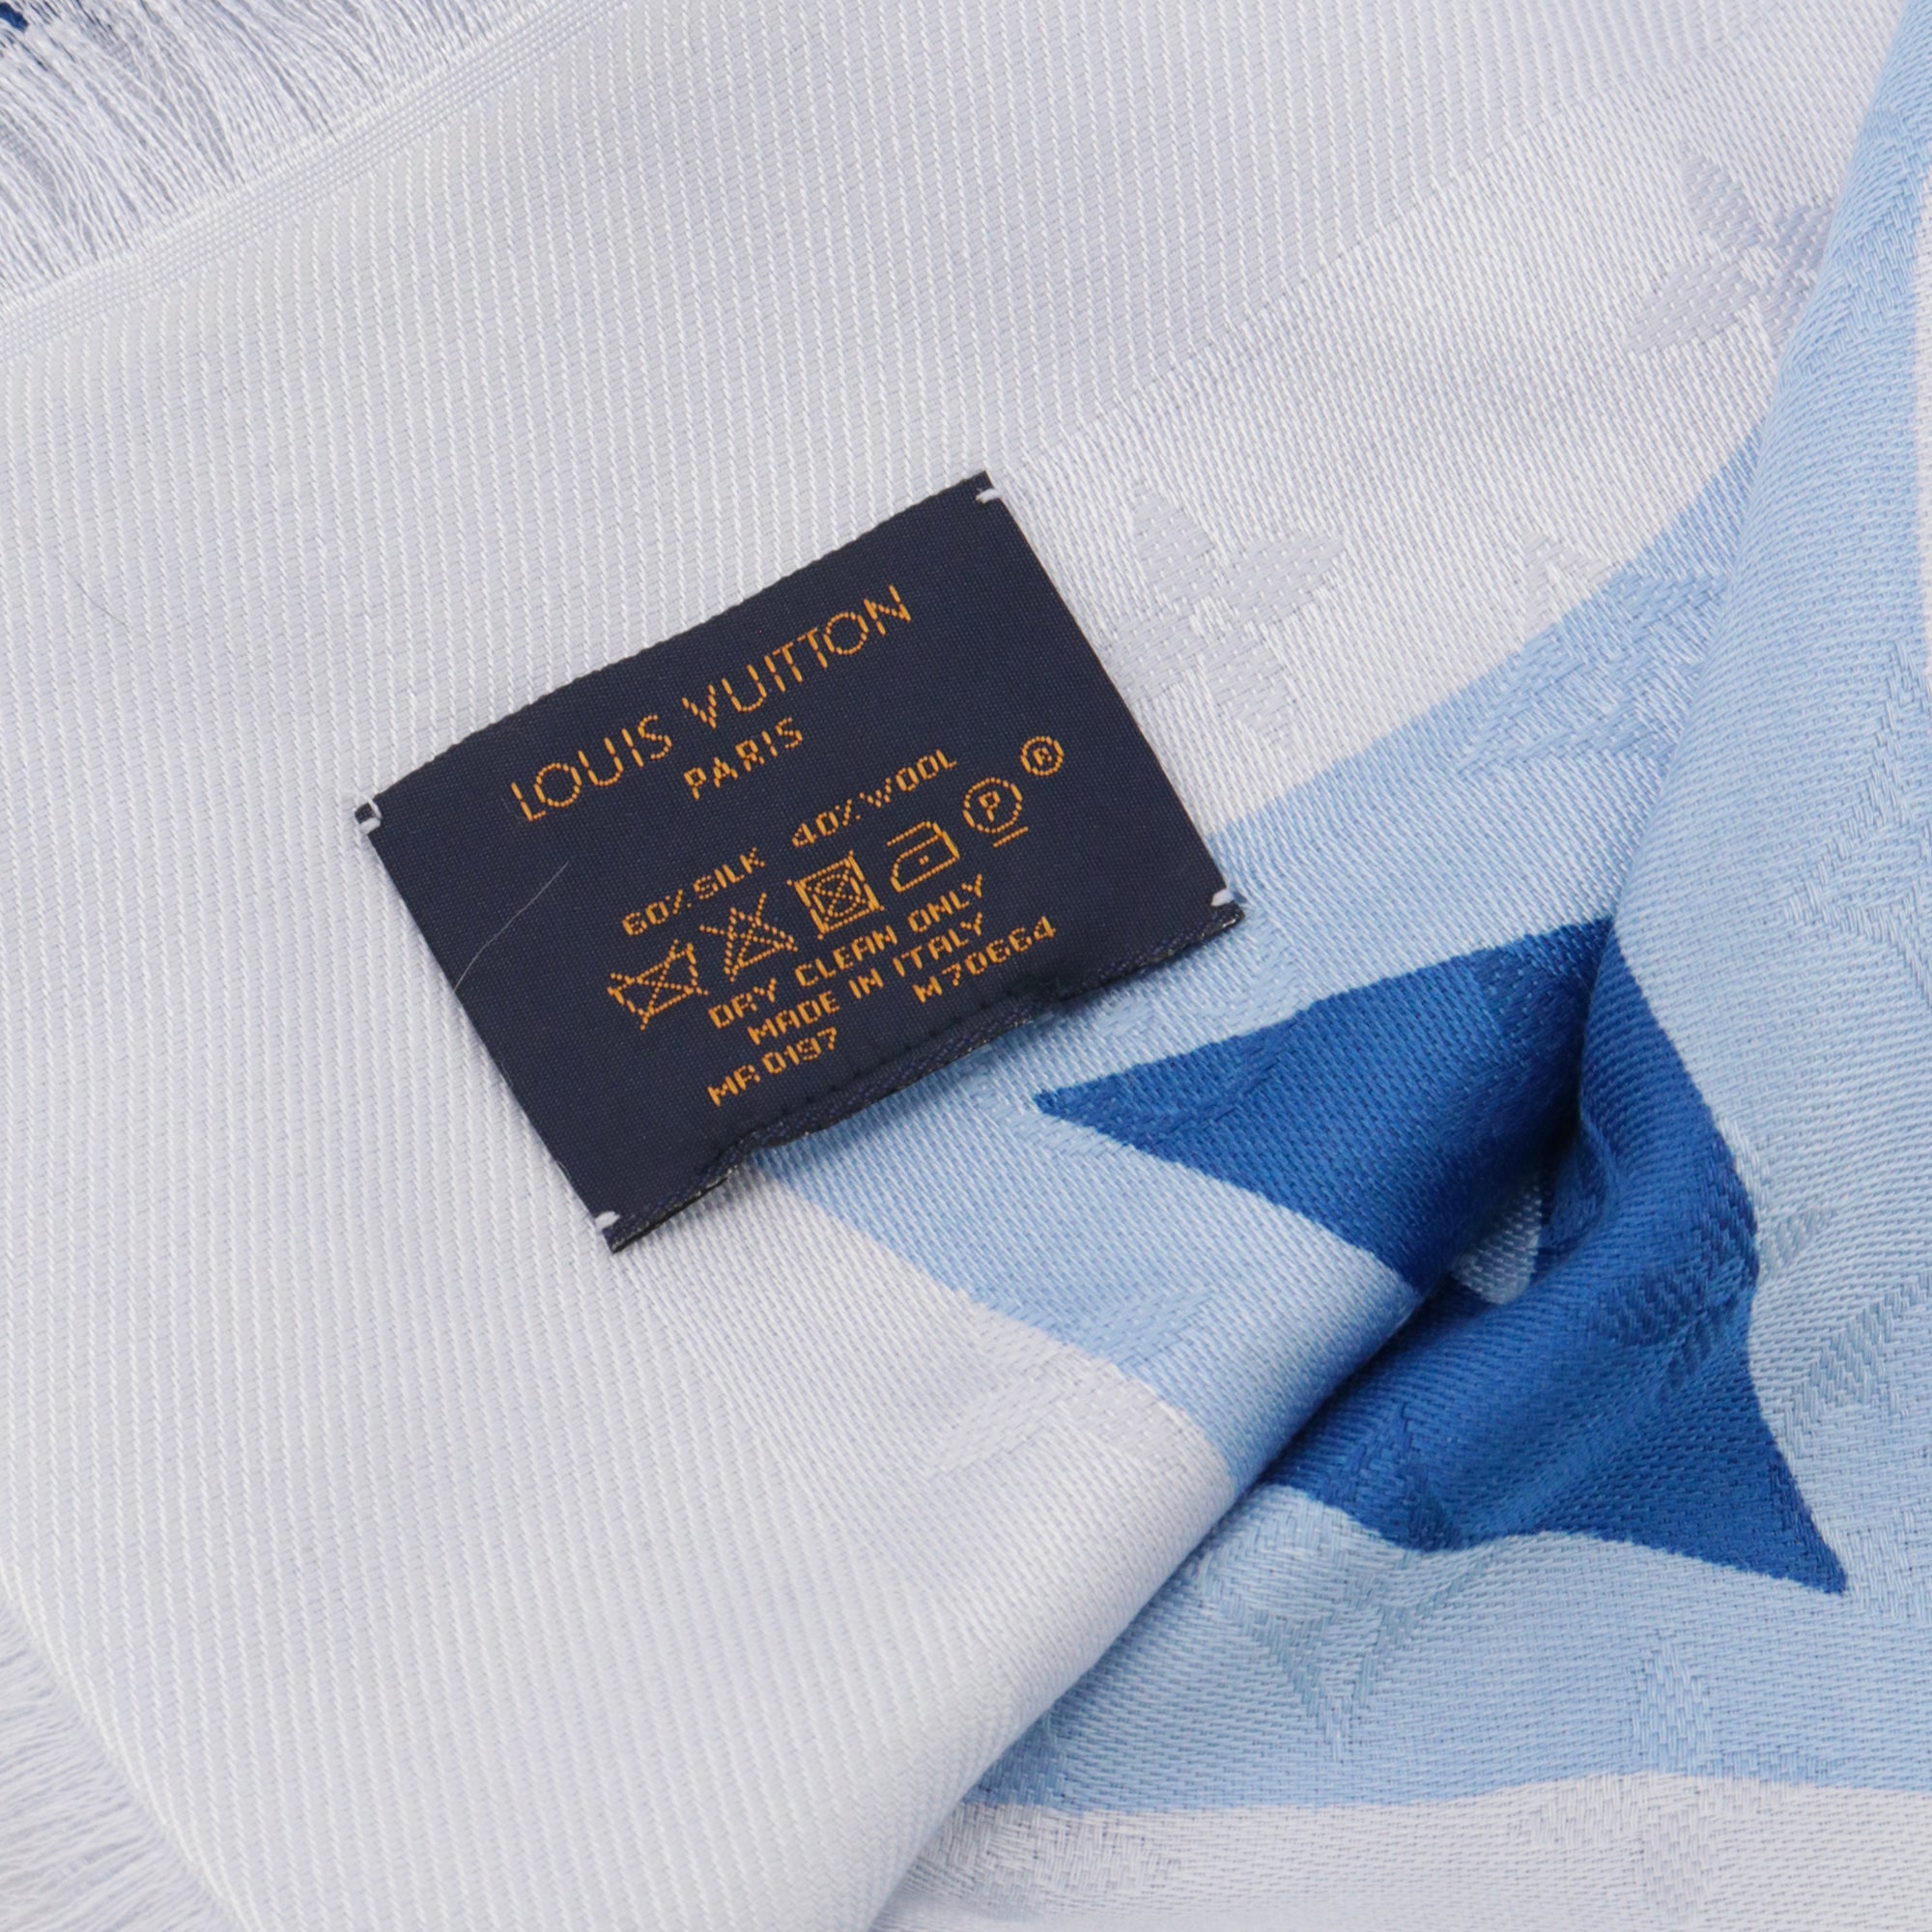 LOUIS VUITTON
PARIS
60% SILK 40% WOOL
P ®
DRY CLEAN ONLY
MADE IN ITALY
MR0197 M70664